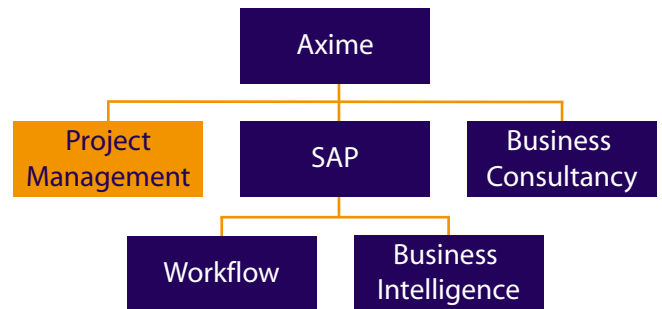 Axime
Project
Management
SAP
Business
Consultancy
Workflow
Business
Intelligence